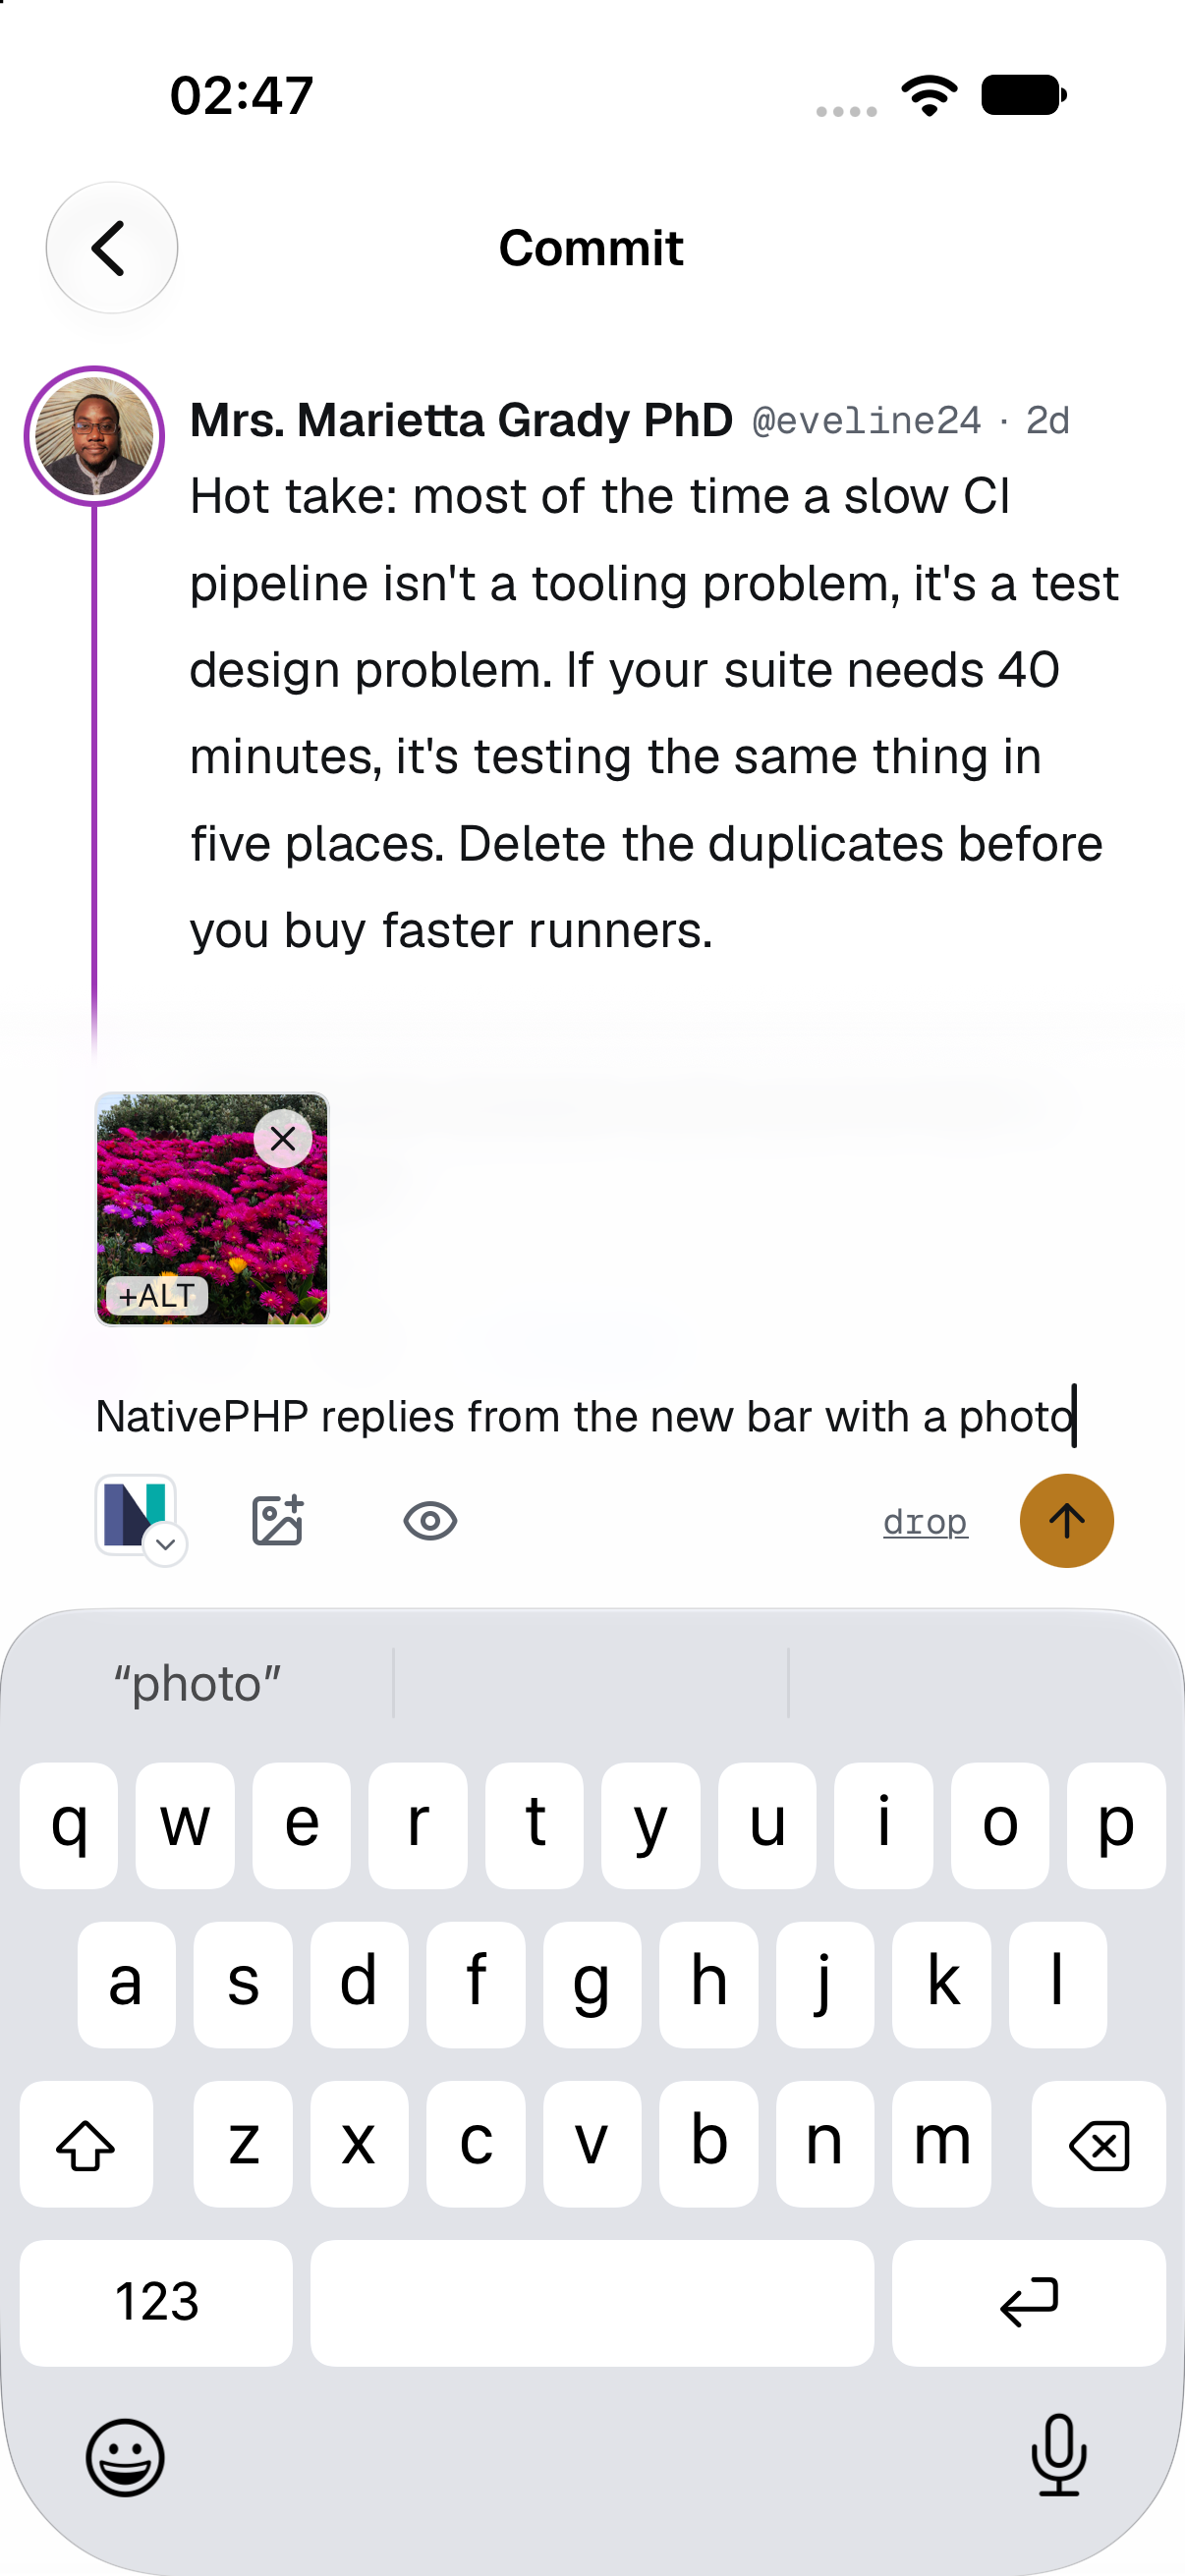 02:47
Commit
Mrs. Marietta Grady PhD @eveline24 · 2d
Hot take: most of the time a slow CI
pipeline isn't a tooling problem, it's a test
design problem. If your suite needs 40
minutes, it's testing the same thing in
five places. Delete the duplicates before
you buy faster runners.
+ALT
NativePHP replies from the new bar with a photo
drop
“photo”
q w e r t y u i o p
a s d f g h j k l
z x c v b n m
123